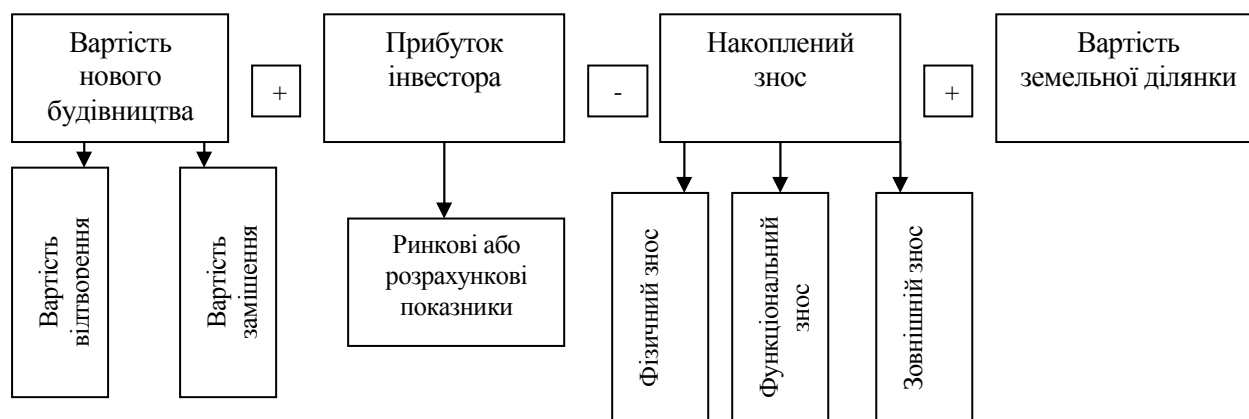 Вартість
нового
будівництва
+
Прибуток
інвестора
-
Накоплений
знос
+
Вартість
земельної ділянки
Вартість
відтворення
Вартість
заміщення
Ринкові або
розрахункові
показники
Фізичний знос
Функціональний
знос
Зовнішній знос